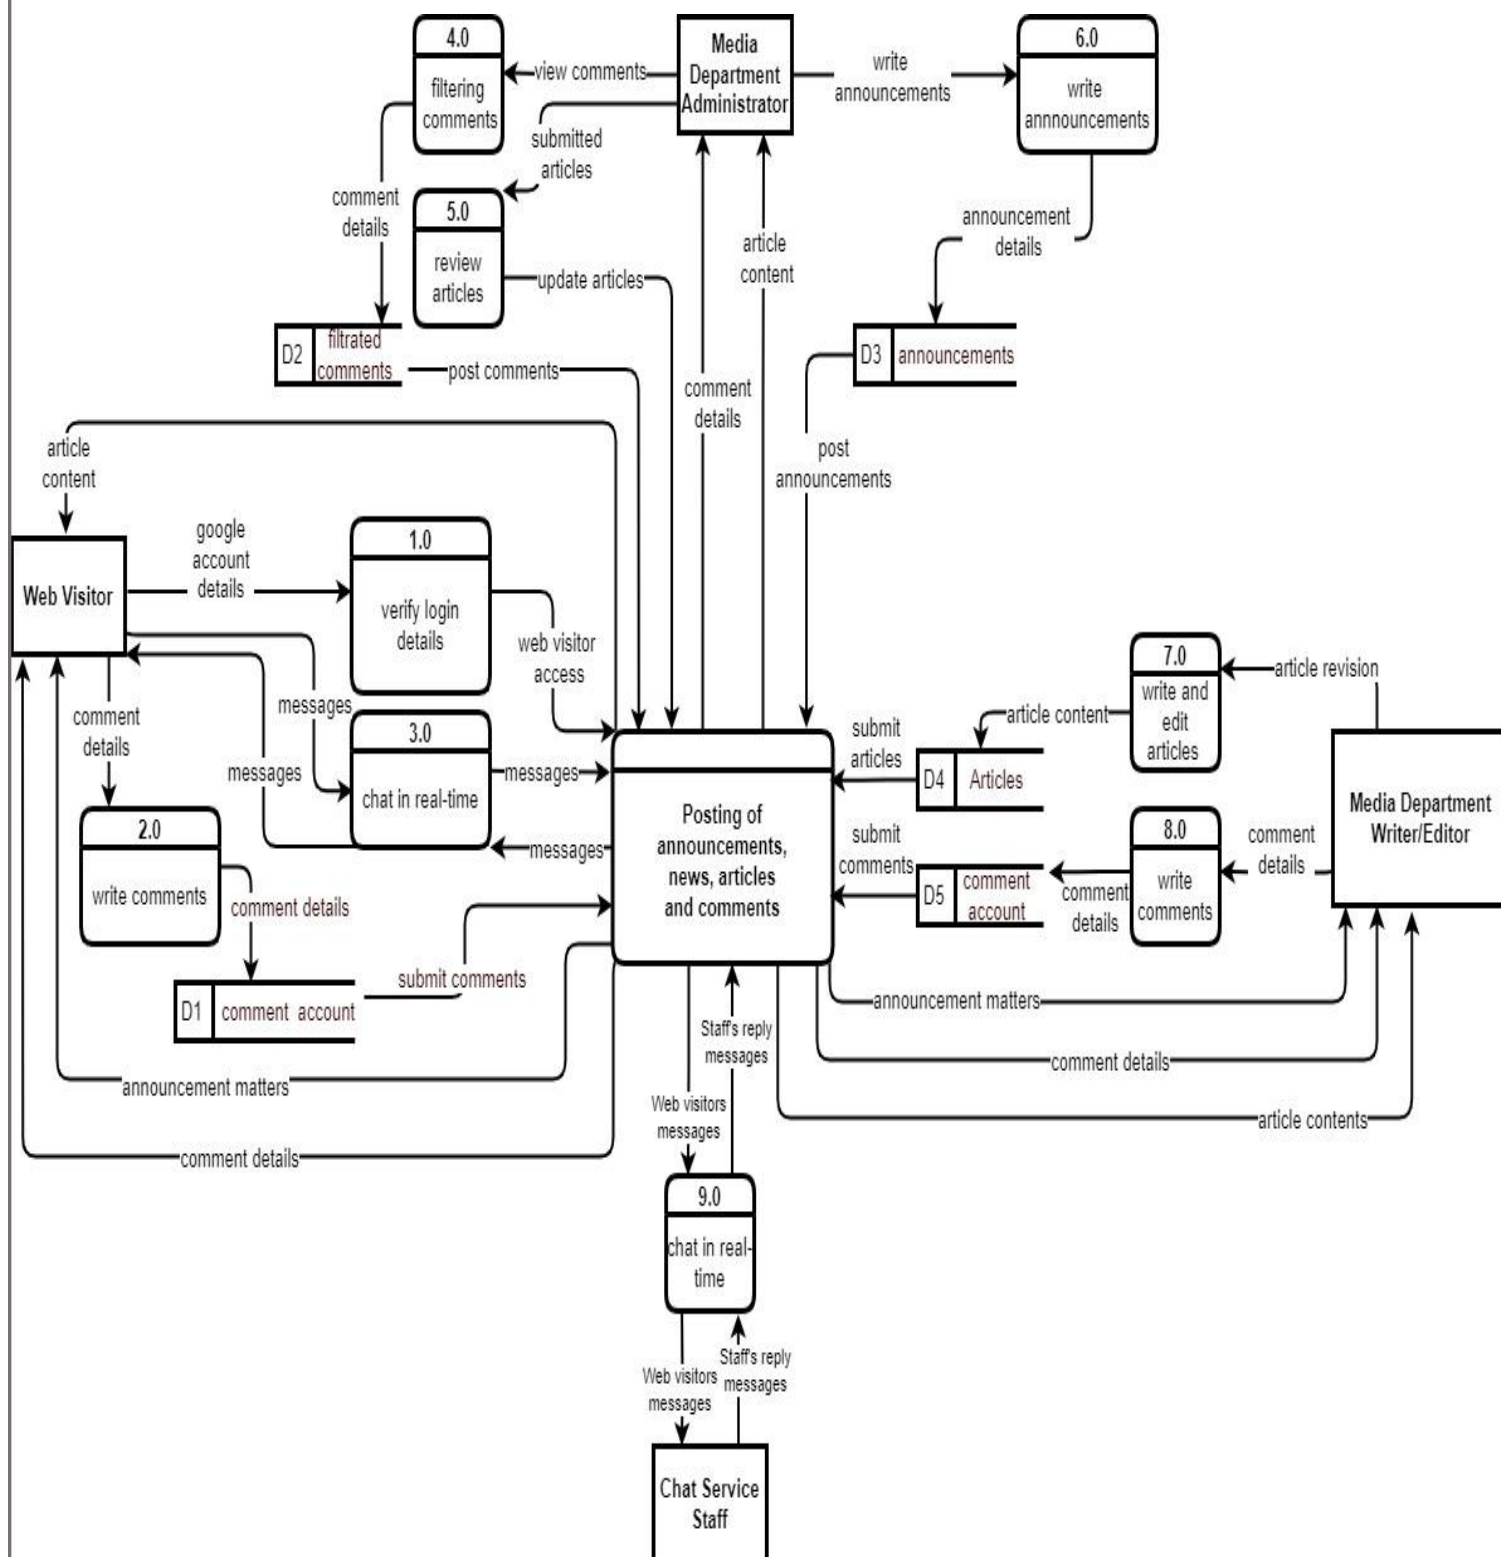 4.0
filtering
comments
view comments
Media
Department
Administrator
write
announcements
6.0
write
annnouncements
submitted
articles
comment
details
5.0
review
articles
update articles
article
content
announcement
details
D2
filtrated
comments
post comments
comment
details
D3
announcements
post
announcements
article
content
Web Visitor
google
account
details
1.0
verify login
details
web visitor
access
messages
comment
details
messages
3.0
chat in real-time
messages
messages
2.0
write comments
comment details
D1
comment account
submit comments
Posting of
announcements,
news, articles
and comments
submit
articles
D4
Articles
article content
7.0
write and
edit
articles
article revision
Media Department
Writer/Editor
submit
comments
D5
comment
account
comment
details
8.0
write
comments
comment
details
announcement matters
comment details
article contents
announcement matters
comment details
Staff's reply
messages
Web visitors
messages
9.0
chat in real-
time
Web visitors
messages
Staff's reply
messages
Chat Service
Staff